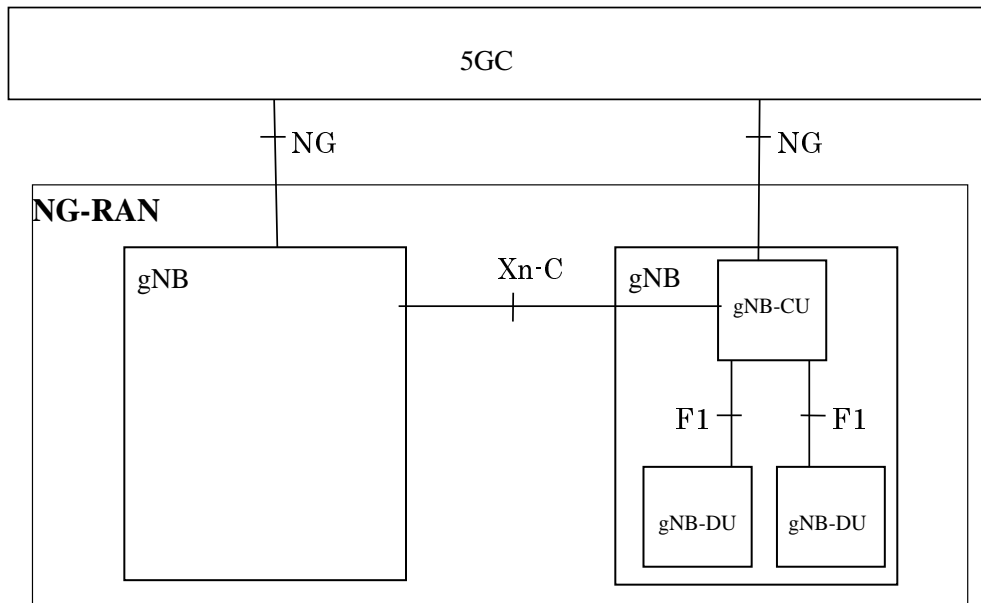 5GC
NG
NG
NG-RAN
gNB
Xn-C
gNB
gNB-CU
F1
F1
gNB-DU
gNB-DU